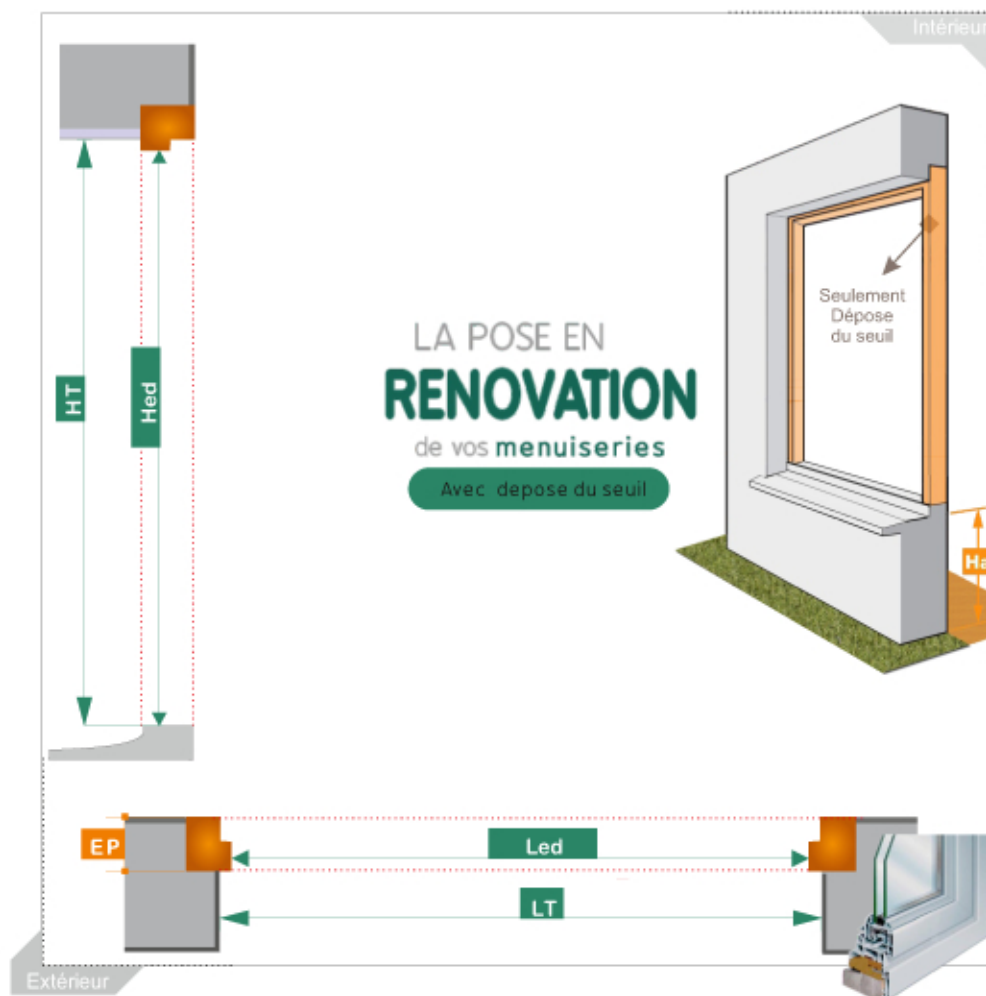 Intérieur
HT
Hed
LA POSE EN
RENOVATION
de vos menuiseries
Avec depose du seuil
Seulement
Dépose
du seuil
Ha
EP
Led
LT
Extérieur